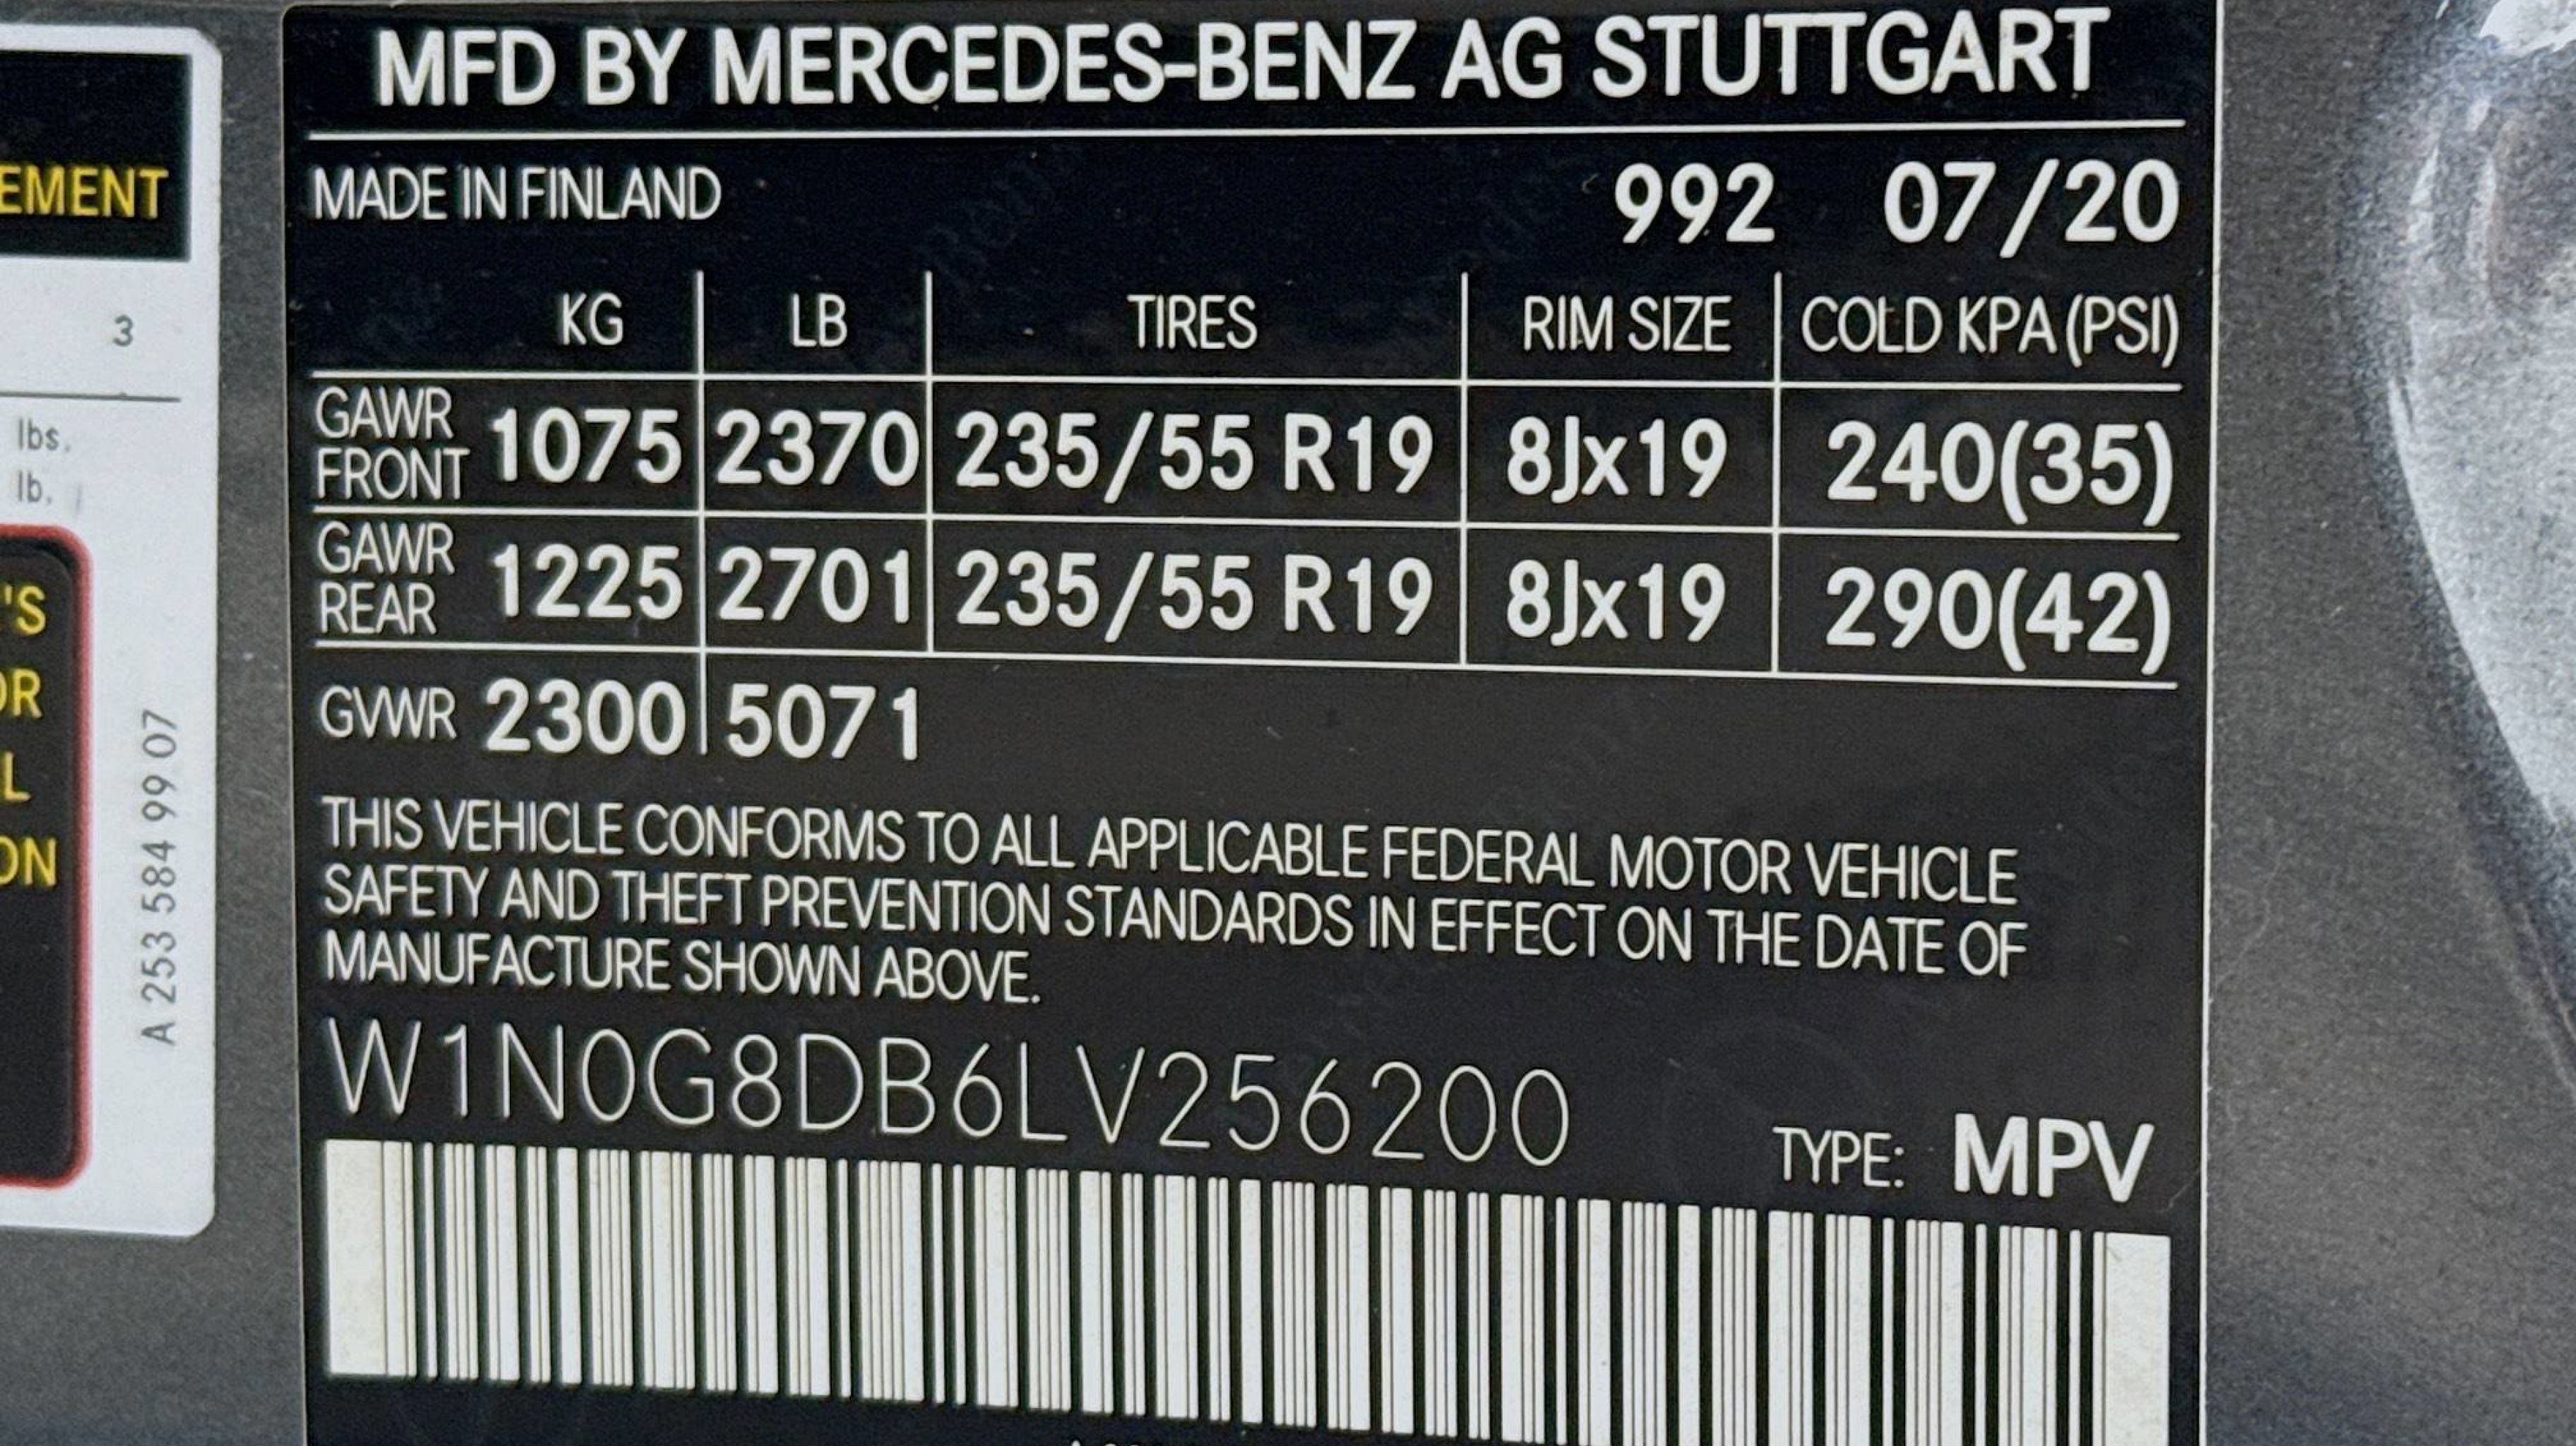 EMENT
3
lbs.
lb.
'S
OR
L
ON
A 253 584 99 07
MFD BY MERCEDES-BENZ AG STUTTGART
MADE IN FINLAND 992 07/20
KG LB TIRES RIM SIZE COLD KPA (PSI)
GAWR FRONT 1075 2370 235/55 R19 8Jx19 240(35)
GAWR REAR 1225 2701 235/55 R19 8Jx19 290(42)
GVWR 2300 5071
THIS VEHICLE CONFORMS TO ALL APPLICABLE FEDERAL MOTOR VEHICLE
SAFETY AND THEFT PREVENTION STANDARDS IN EFFECT ON THE DATE OF
MANUFACTURE SHOWN ABOVE.
W1N0G8DB6LV256200
TYPE: MPV